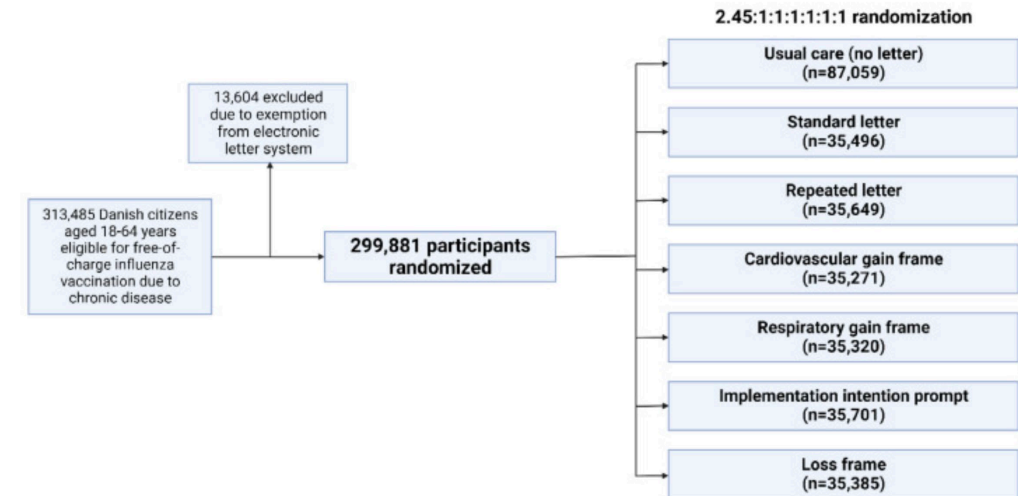 2.45:1:1:1:1:1:1 randomization
Usual care (no letter)
(n=87,059)
13,604 excluded
due to exemption
from electronic
letter system
Standard letter
(n=35,496)
313,485 Danish citizens
aged 18-64 years
eligible for free-of-
charge influenza
vaccination due to
chronic disease
299,881 participants
randomized
Repeated letter
(n=35,649)
Cardiovascular gain frame
(n=35,271)
Respiratory gain frame
(n=35,320)
Implementation intention prompt
(n=35,701)
Loss frame
(n=35,385)